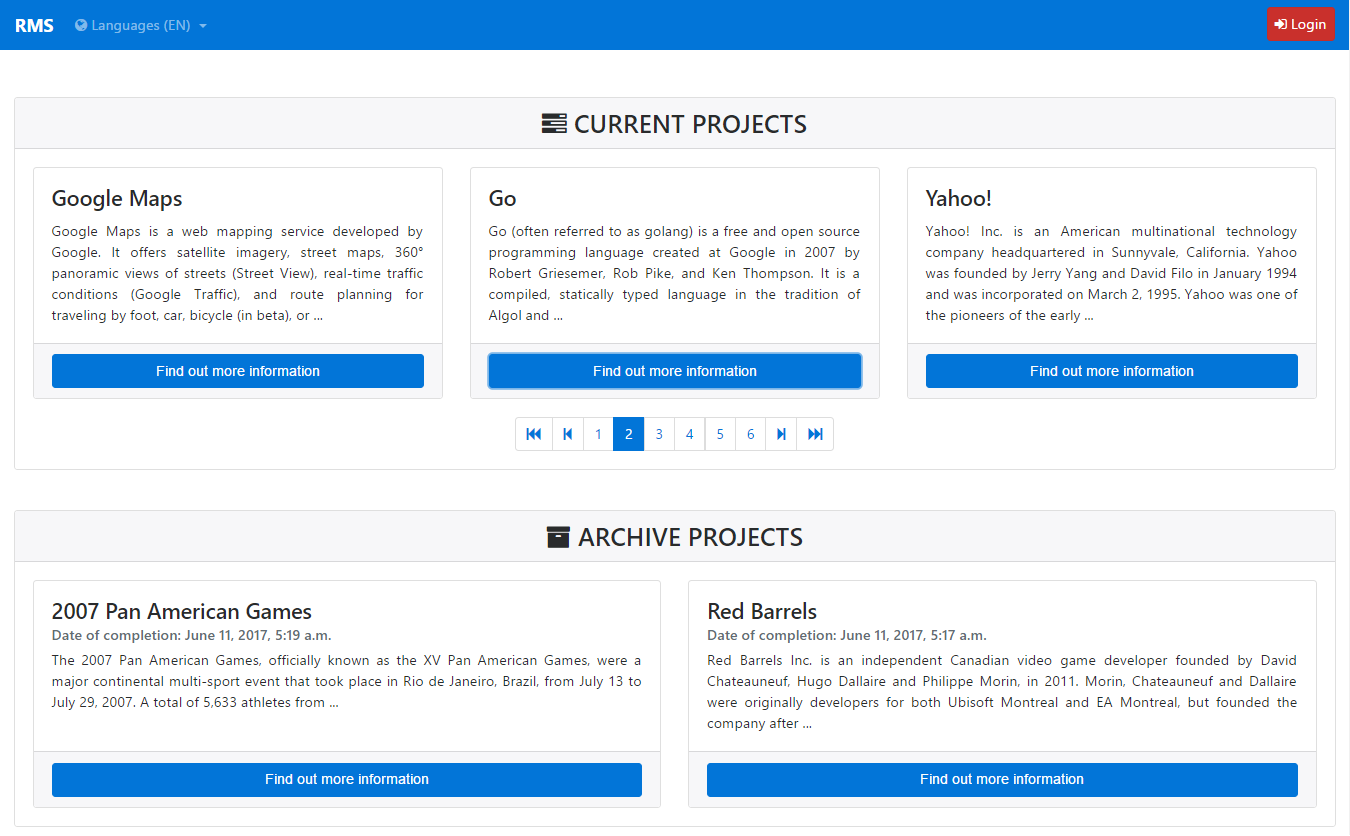 RMS Languages (EN) Login
CURRENT PROJECTS
Google Maps
Google Maps is a web mapping service developed by
Google. It offers satellite imagery, street maps, 360°
panoramic views of streets (Street View), real-time traffic
conditions (Google Traffic), and route planning for
traveling by foot, car, bicycle (in beta), or ...
Find out more information
Go
Go (often referred to as golang) is a free and open source
programming language created at Google in 2007 by
Robert Griesemer, Rob Pike, and Ken Thompson. It is a
compiled, statically typed language in the tradition of
Algol and ...
Find out more information
Yahoo!
Yahoo! Inc. is an American multinational technology
company headquartered in Sunnyvale, California. Yahoo
was founded by Jerry Yang and David Filo in January 1994
and was incorporated on March 2, 1995. Yahoo was one of
the pioneers of the early ...
Find out more information
1 2 3 4 5 6
ARCHIVE PROJECTS
2007 Pan American Games
Date of completion: June 11, 2017, 5:19 a.m.
The 2007 Pan American Games, officially known as the XV Pan American Games, were a
major continental multi-sport event that took place in Rio de Janeiro, Brazil, from July 13 to
July 29, 2007. A total of 5,633 athletes from ...
Find out more information
Red Barrels
Date of completion: June 11, 2017, 5:17 a.m.
Red Barrels Inc. is an independent Canadian video game developer founded by David
Chateauneuf, Hugo Dallaire and Philippe Morin, in 2011. Morin, Chateauneuf and Dallaire
were originally developers for both Ubisoft Montreal and EA Montreal, but founded the
company after ...
Find out more information